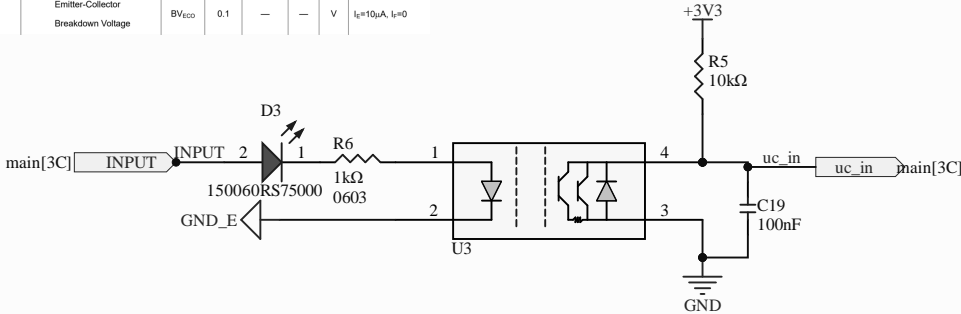 Emitter-Collector
Breakdown Voltage
BVECO 0.1 — — V IE=10μA, IF=0
+3V3
R5
10kΩ
D3
R6
main[3C] INPUT INPUT 2 1 1 4 uc_in uc_in main[3C]
1kΩ
150060RS75000 0603
GND_E 2 3
C19
100nF
U3
GND